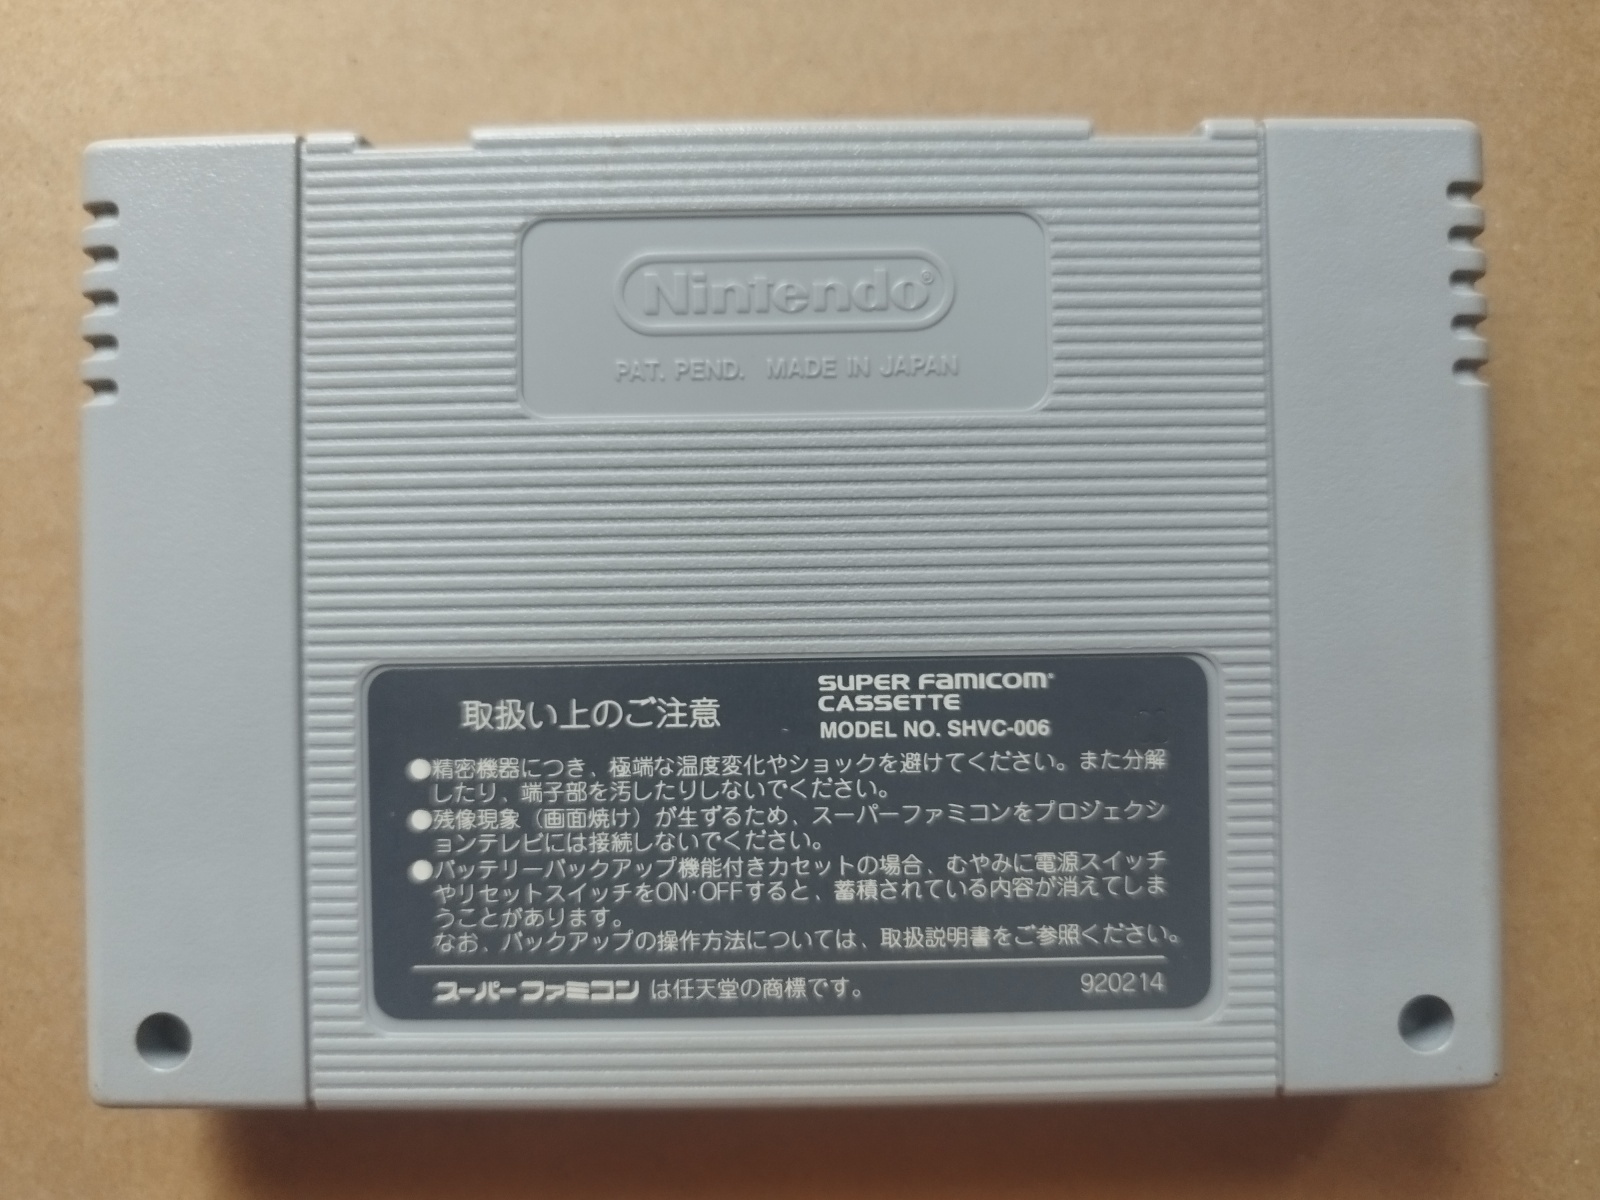 Nintendo®
PAT. PEND. MADE IN JAPAN
取扱い上のご注意
SUPER FAMICOM
CASSETTE
MODEL NO. SHVC-006
●精密機器につき、極端な温度変化やショックを避けてください。また分解
したり、端子部を汚したりしないでください。
●残像現象（画面焼け）が生ずるため、スーパーファミコンをプロジェクシ
ョンテレビには接続しないでください。
●バッテリーバックアップ機能付きカセットの場合、むやみに電源スイッチ
やリセットスイッチをON·OFFすると、蓄積されている内容が消えてしま
うことがあります。
なお、バックアップの操作方法については、取扱説明書をご参照ください。
スーパーファミコン は任天堂の商標です。
920214